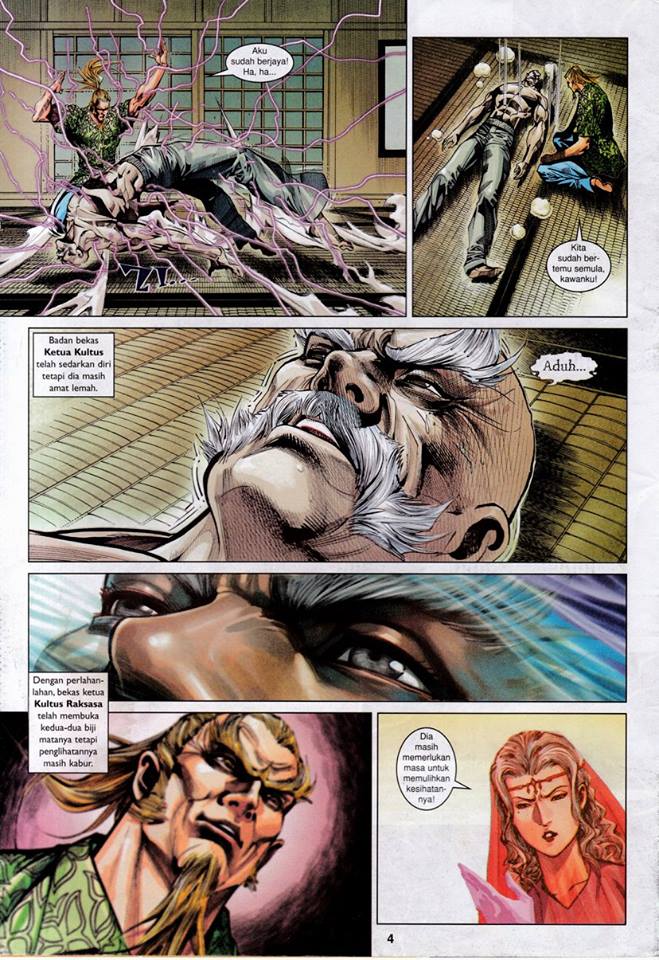 Aku
sudah berjaya!
Ha, ha...
Kita
sudah ber-
temu semula,
kawanku!
ZI...
Badan bekas
Ketua Kultus
telah sedarkan diri
tetapi dia masih
amat lemah.
Aduh...
Dengan perlahan-
lahan, bekas ketua
Kultus Raksasa
telah membuka
kedua-dua biji
matanya tetapi
penglihatannya
masih kabur.
Dia
masih
memerlukan
masa untuk
memulihkan
kesihatan-
nya!
4